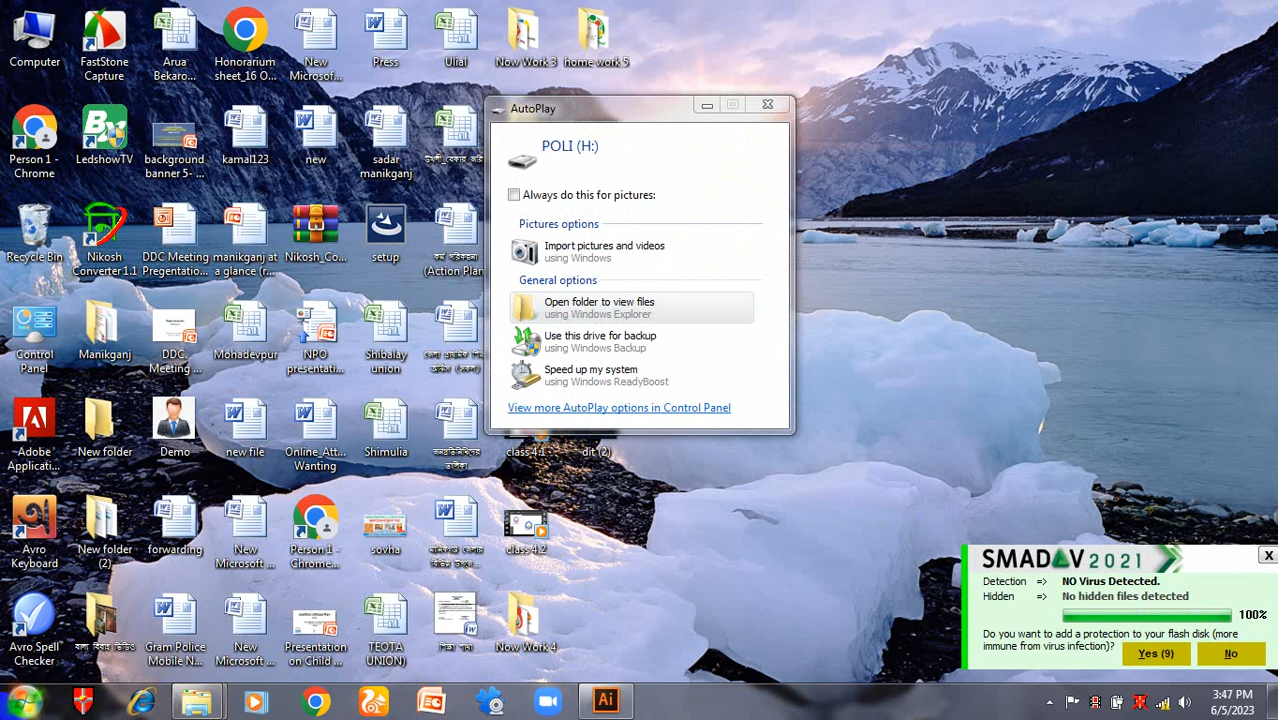 Computer
FastStone
Capture
Arua
Bekaro...
Honorarium
sheet_16 O...
New
Microsof...
Press
Ulial
Now Work 3
home work 5
Person 1 -
Chrome
LedshowTV
background
banner 5- ...
kamal123
new
sadar
manikganj
Recycle Bin
Nikosh
Converter 1.1
DDC Meeting
Presentatio...
manikganj at
a glance (r...
Nikosh_Co...
setup
কর্ম পরিকল্পনা
(Action Plan
Control
Panel
Manikganj
DDC.
Meeting ...
Mohadevpur
NPO
presentati...
Shibalay
union
Adobe
Applicati...
New folder
Demo
new file
Online_Att...
Wanting
Shimulia
জনপ্রতিনিধিদের
তালিকা
class 4.1
dit (2)
Avro
Keyboard
New folder
(2)
forwarding
New
Microsoft ...
Person 1 -
Chrome...
sovha
class 4.2
Avro Spell
Checker
বাল্য বিবাহ ভিডিও
Gram Police
Mobile N...
New
Microsoft ...
Presentation
on Child ...
TEOTA
UNION)
শিক্ষা শাখা
Now Work 4
AutoPlay
POLI (H:)
Always do this for pictures:
Pictures options
Import pictures and videos
using Windows
General options
Open folder to view files
using Windows Explorer
Use this drive for backup
using Windows Backup
Speed up my system
using Windows ReadyBoost
View more AutoPlay options in Control Panel
SMADAV 2021
X
Detection => NO Virus Detected.
Hidden => No hidden files detected
100%
Do you want to add a protection to your flash disk (more
immune from virus infection)?
Yes (9)
No
Ai
3:47 PM
6/5/2023